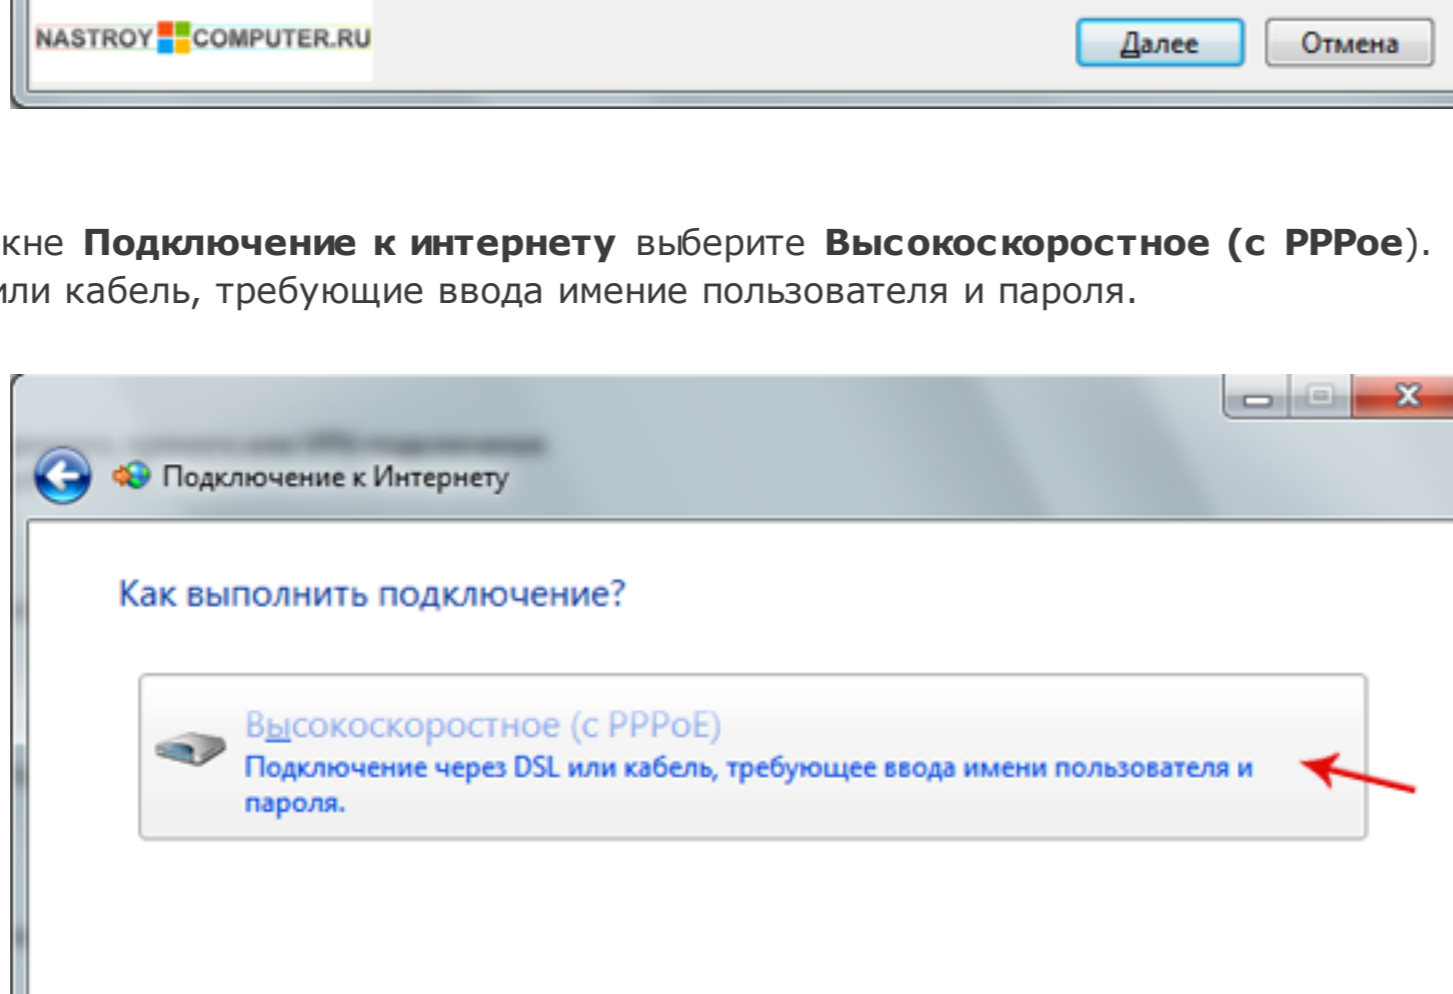 NASTROY COMPUTER.RU
Далее
Отмена
кне Подключение к интернету выберите Высокоскоростное (с PPPoe).
или кабель, требующие ввода имение пользователя и пароля.
Подключение к Интернету
Как выполнить подключение?
Высокоскоростное (с PPPoE)
Подключение через DSL или кабель, требующее ввода имени пользователя и
пароля.